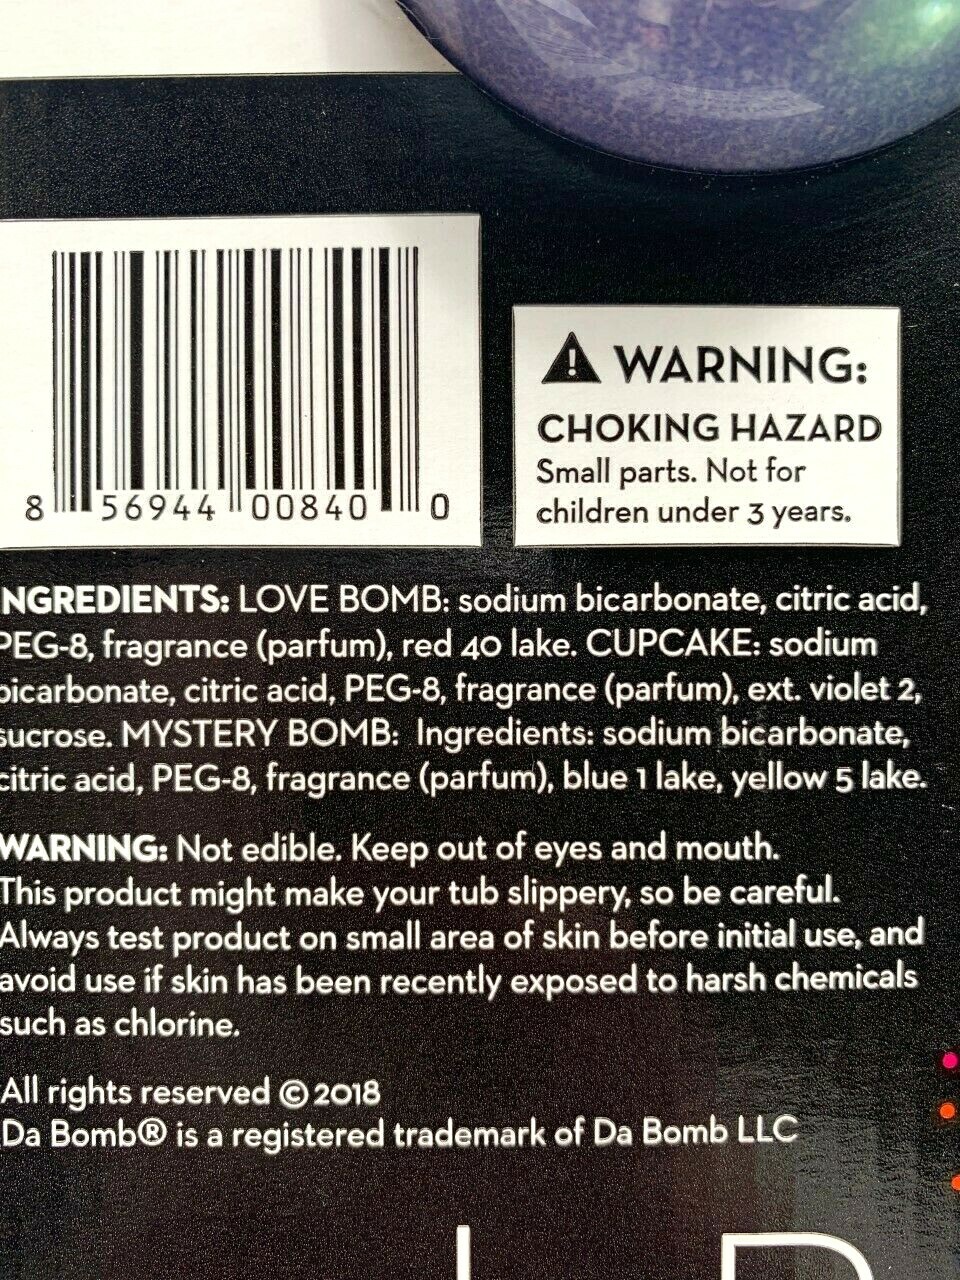 8 56944 00840 0
WARNING:
CHOKING HAZARD
Small parts. Not for
children under 3 years.
NGREDIENTS: LOVE BOMB: sodium bicarbonate, citric acid,
PEG-8, fragrance (parfum), red 40 lake. CUPCAKE: sodium
bicarbonate, citric acid, PEG-8, fragrance (parfum), ext. violet 2,
sucrose. MYSTERY BOMB: Ingredients: sodium bicarbonate,
citric acid, PEG-8, fragrance (parfum), blue 1 lake, yellow 5 lake.
WARNING: Not edible. Keep out of eyes and mouth.
This product might make your tub slippery, so be careful.
Always test product on small area of skin before initial use, and
avoid use if skin has been recently exposed to harsh chemicals
such as chlorine.
All rights reserved © 2018
Da Bomb® is a registered trademark of Da Bomb LLC